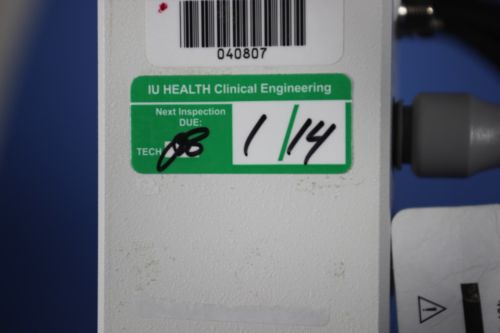 040807
IU HEALTH Clinical Engineering
Next Inspection
DUE:
TECH
1/14